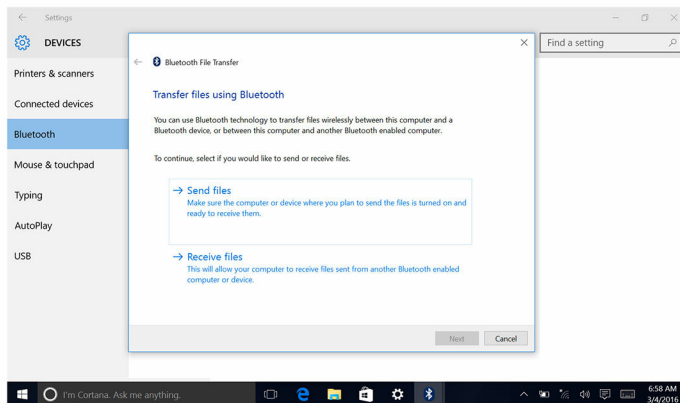 Settings
DEVICES
Find a setting
Printers & scanners
Connected devices
Bluetooth
Mouse & touchpad
Typing
AutoPlay
USB
Bluetooth File Transfer
Transfer files using Bluetooth
You can use Bluetooth technology to transfer files wirelessly between this computer and a
Bluetooth device, or between this computer and another Bluetooth enabled computer.
To continue, select if you would like to send or receive files.
Send files
Make sure the computer or device where you plan to send the files is turned on and
ready to receive them.
Receive files
This will allow your computer to receive files sent from another Bluetooth enabled
computer or device.
Next
Cancel
I'm Cortana. Ask me anything.
6:58 AM
3/4/2016